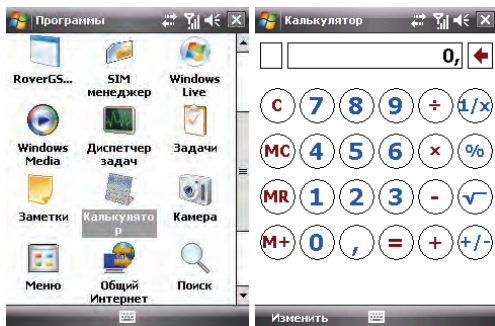 Программы
RoverGS...
SIM
менеджер
Windows
Live
Windows
Media
Диспетчер
задач
Задачи
Заметки
Калькулято
р
Камера
Меню
Общий
Интернет
Поиск
Калькулятор
0,
C 7 8 9 ÷ 1/x
MC 4 5 6 × %
MR 1 2 3 - √
M+ 0 , = + +/-
Изменить